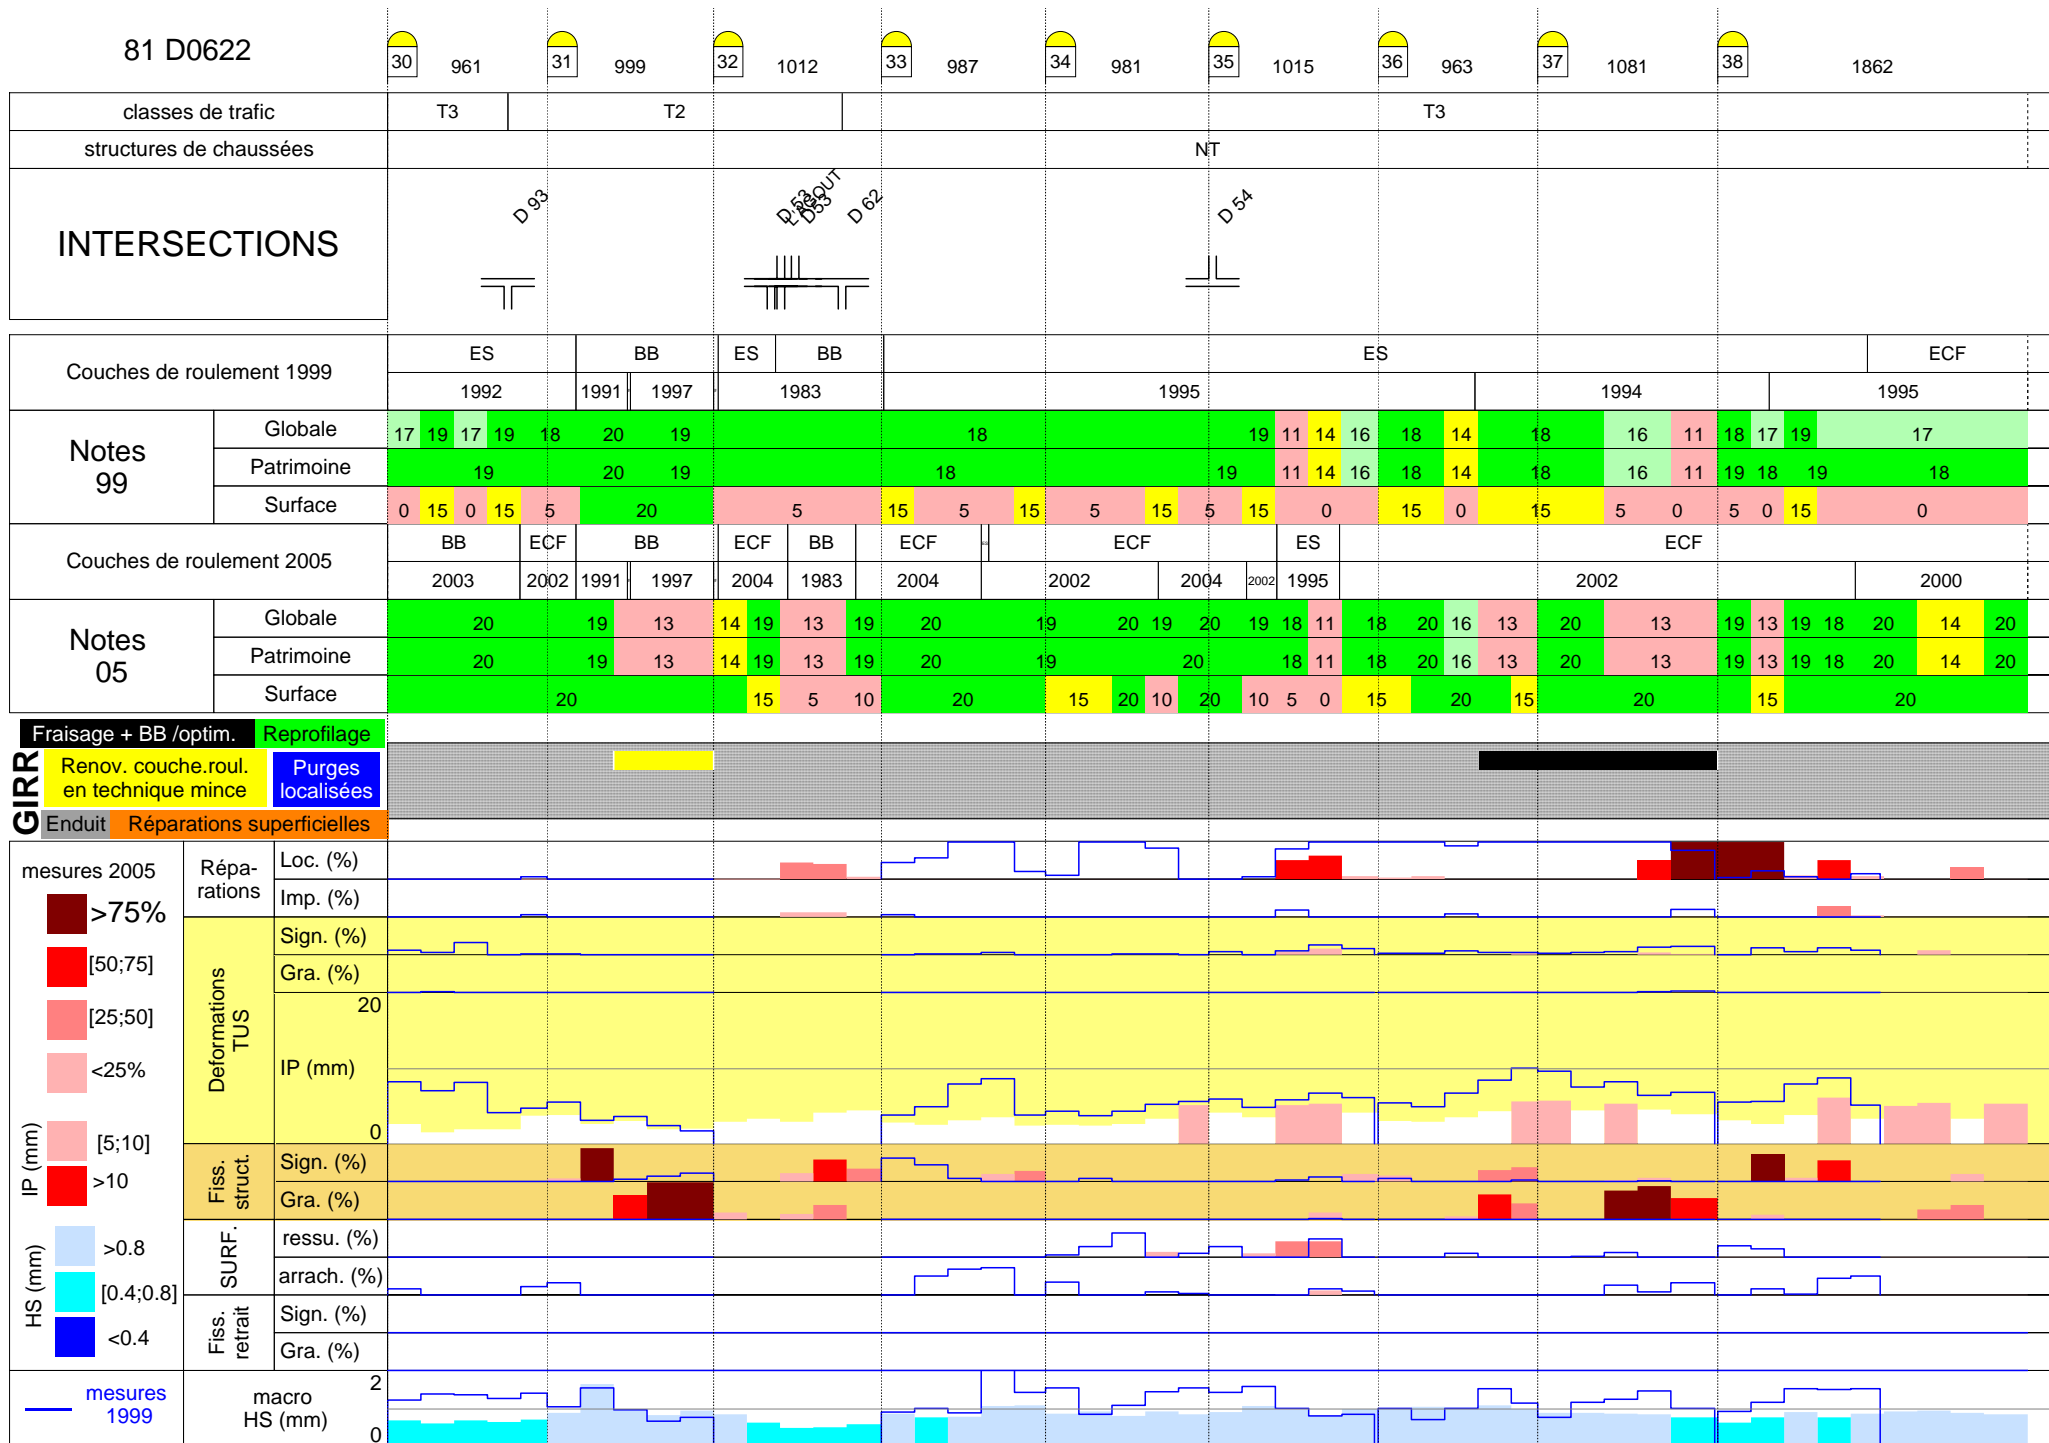 81 D0622
30 961 31 999 32 1012 33 987 34 981 35 1015 36 963 37 1081 38 1862
classes de trafic T3 T2 T3
structures de chaussées NT
INTERSECTIONS
D 93 D 53 L'AGOUT D53 D 62 D 54
Couches de roulement 1999
ES BB ES BB ES ECF
1992 1991 1997 1983 1995 1994 1995
Notes 99
Globale 17 19 17 19 18 20 19 18 19 11 14 16 18 14 18 16 11 18 17 19 17
Patrimoine 19 20 19 18 19 11 14 16 18 14 18 16 11 19 18 19 18
Surface 0 15 0 15 5 20 5 15 5 15 5 15 5 15 0 15 0 15 5 0 5 0 15 0
Couches de roulement 2005
BB ECF BB ECF BB ECF ECF ES ECF
2003 2002 1991 1997 2004 1983 2004 2002 2004 2002 1995 2002 2000
Notes 05
Globale 20 19 13 14 19 13 19 20 19 20 19 20 19 18 11 18 20 16 13 20 13 19 13 19 18 20 14 20
Patrimoine 20 19 13 14 19 13 19 20 19 20 18 11 18 20 16 13 20 13 19 13 19 18 20 14 20
Surface 20 15 5 10 20 15 20 10 20 10 5 0 15 20 15 20 15 20
GIRR
Fraisage + BB /optim. Reprofilage
Renov. couche.roul.
en technique mince
Purges
localisées
Enduit Réparations superficielles
mesures 2005
>75%
[50;75]
[25;50]
<25%
IP (mm)
[5;10]
>10
HS (mm)
>0.8
[0.4;0.8]
<0.4
mesures
1999
Répa-
rations
Loc. (%)
Imp. (%)
Deformations
TUS
Sign. (%)
Gra. (%)
20
IP (mm)
0
Fiss.
struct.
Sign. (%)
Gra. (%)
SURF.
ressu. (%)
arrach. (%)
Fiss.
retrait
Sign. (%)
Gra. (%)
macro
HS (mm)
2
0